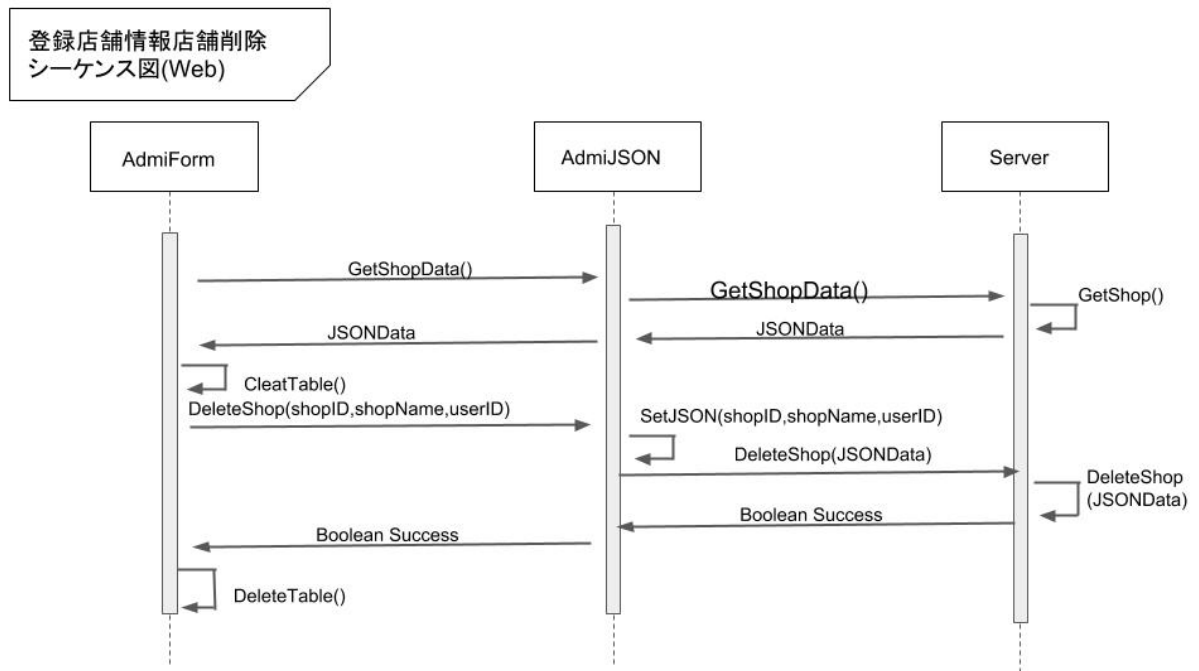 登録店舗情報店舗削除
シーケンス図(Web)
AdmiForm
AdmiJSON
Server
GetShopData()
GetShopData()
GetShop()
JSONData
JSONData
CleatTable()
DeleteShop(shopID,shopName,userID)
SetJSON(shopID,shopName,userID)
DeleteShop(JSONData)
DeleteShop
(JSONData)
Boolean Success
Boolean Success
DeleteTable()